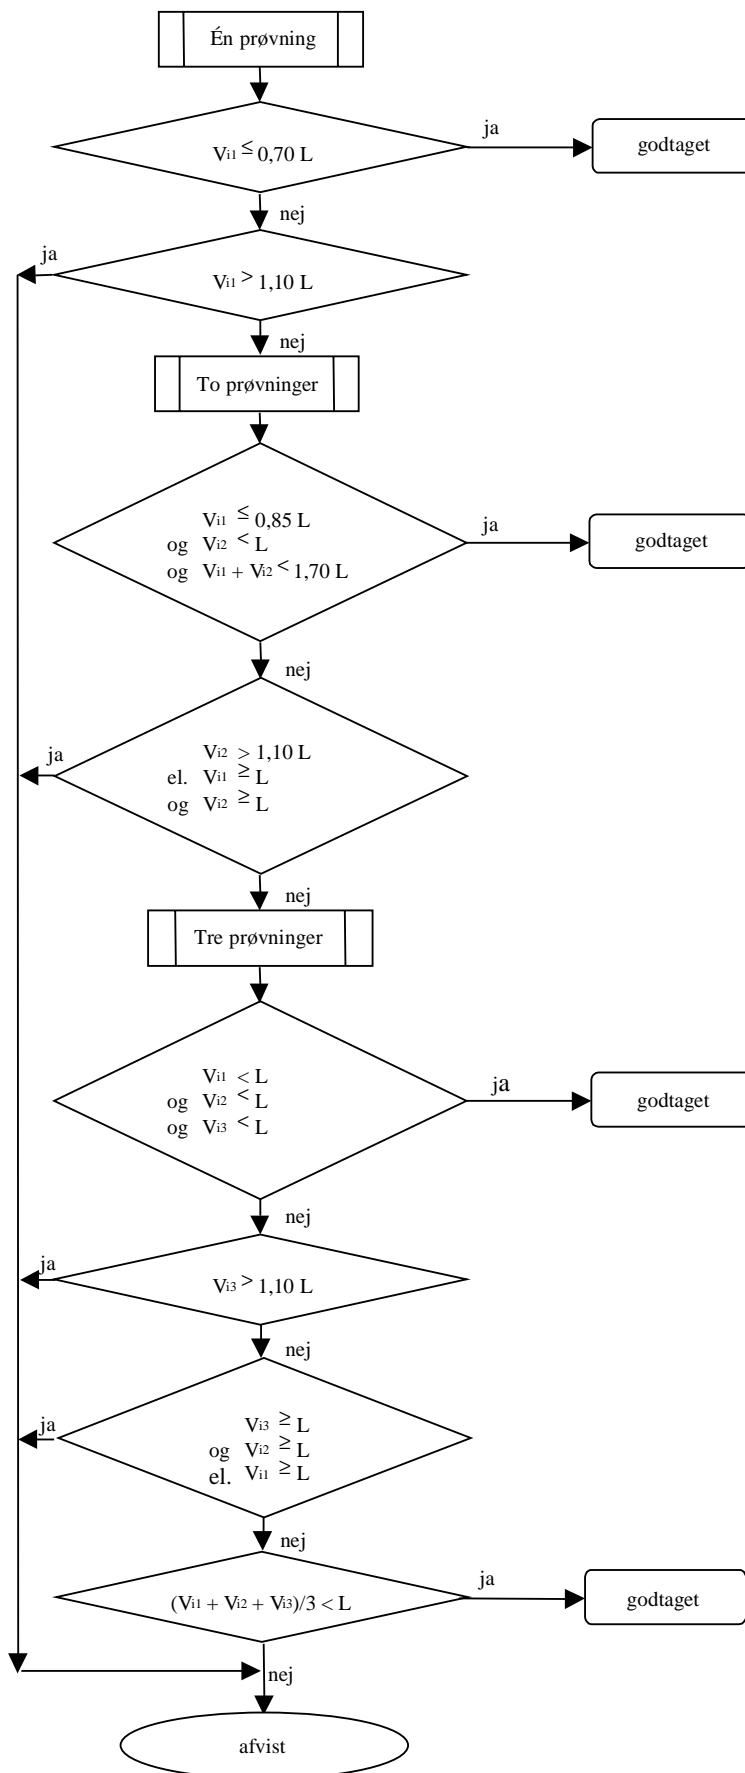 Én prøvning
Vi1 ≤ 0,70 L
ja
godtaget
nej
ja
Vi1 > 1,10 L
nej
To prøvninger
Vi1 ≤ 0,85 L
og Vi2 < L
og Vi1 + Vi2 < 1,70 L
ja
godtaget
nej
ja
Vi2 > 1,10 L
el. Vi1 ≥ L
og Vi2 ≥ L
nej
Tre prøvninger
Vi1 < L
og Vi2 < L
og Vi3 < L
ja
godtaget
nej
ja
Vi3 > 1,10 L
nej
ja
Vi3 ≥ L
og Vi2 ≥ L
el. Vi1 ≥ L
nej
(Vi1 + Vi2 + Vi3)/3 < L
ja
godtaget
nej
afvist